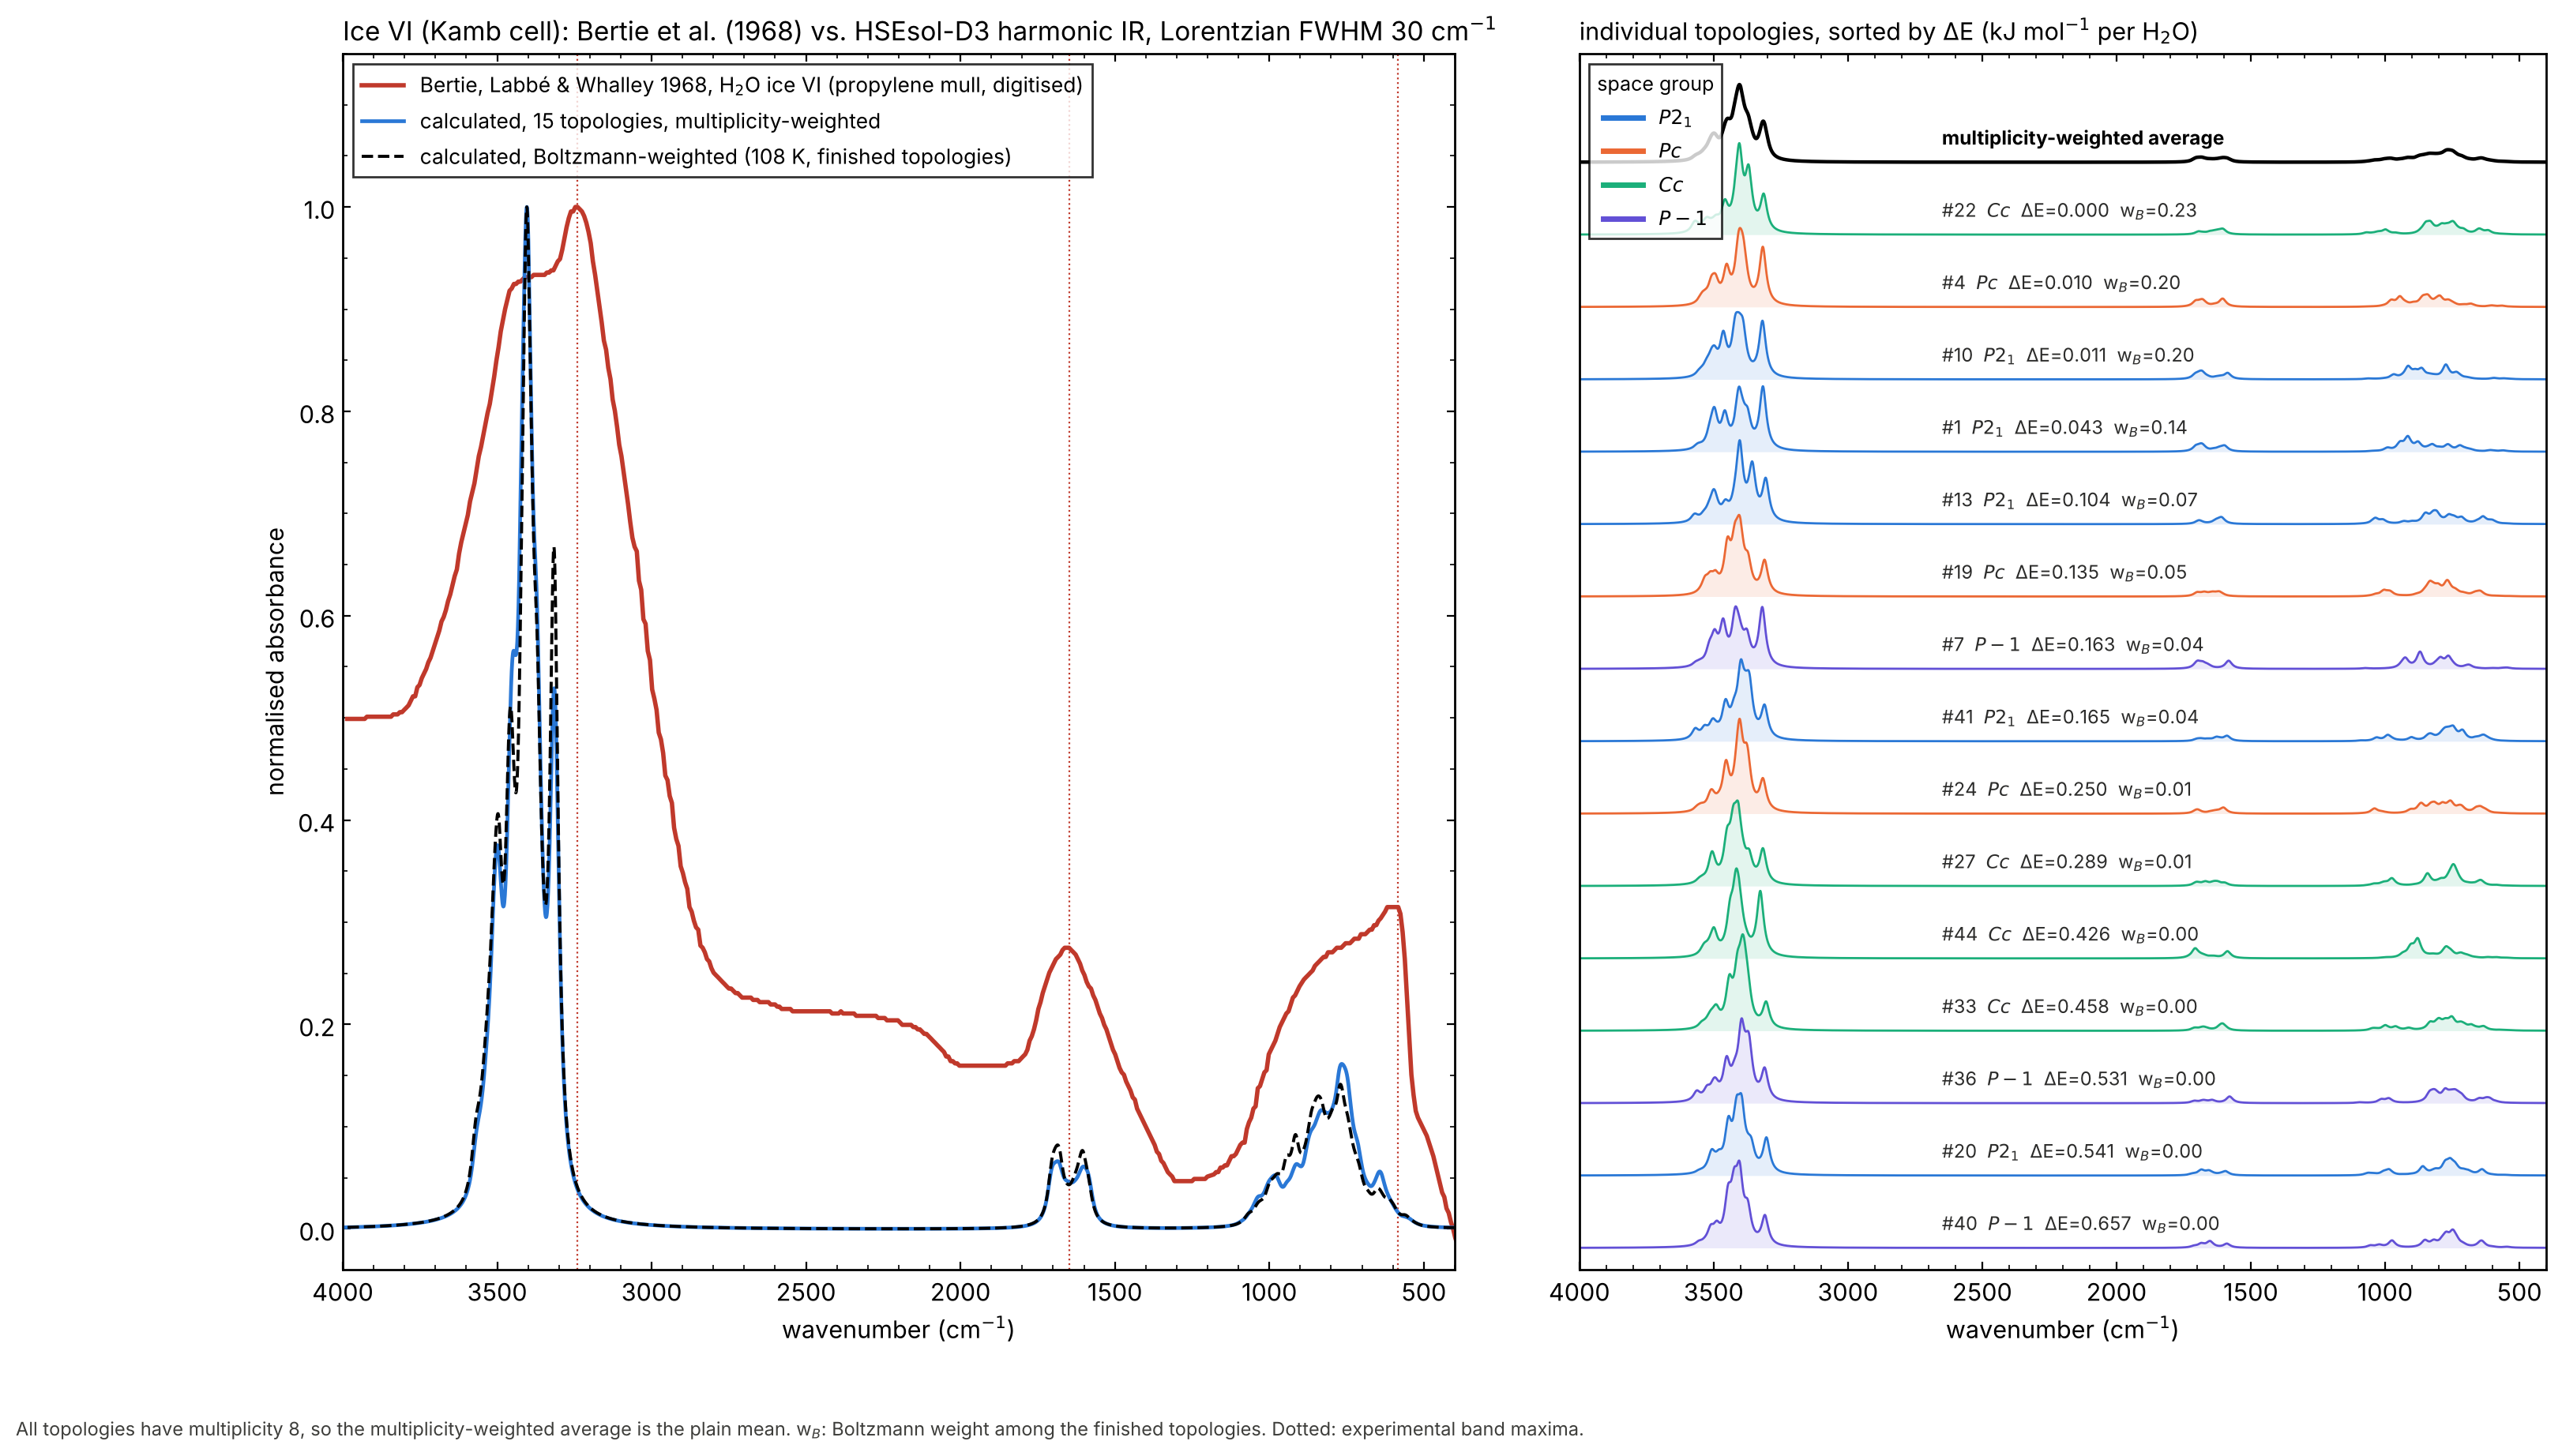 Ice VI (Kamb cell): Bertie et al. (1968) vs. HSEsol-D3 harmonic IR, Lorentzian FWHM 30 cm⁻¹
Bertie, Labbé & Whalley 1968, H₂O ice VI (propylene mull, digitised)
calculated, 15 topologies, multiplicity-weighted
calculated, Boltzmann-weighted (108 K, finished topologies)
normalised absorbance
1.0
0.8
0.6
0.4
0.2
0.0
4000 3500 3000 2500 2000 1500 1000 500
wavenumber (cm⁻¹)
individual topologies, sorted by ΔE (kJ mol⁻¹ per H₂O)
space group
P2₁
Pc
Cc
P − 1
multiplicity-weighted average
#22 Cc ΔE=0.000 w_B=0.23
#4 Pc ΔE=0.010 w_B=0.20
#10 P2₁ ΔE=0.011 w_B=0.20
#1 P2₁ ΔE=0.043 w_B=0.14
#13 P2₁ ΔE=0.104 w_B=0.07
#19 Pc ΔE=0.135 w_B=0.05
#7 P − 1 ΔE=0.163 w_B=0.04
#41 P2₁ ΔE=0.165 w_B=0.04
#24 Pc ΔE=0.250 w_B=0.01
#27 Cc ΔE=0.289 w_B=0.01
#44 Cc ΔE=0.426 w_B=0.00
#33 Cc ΔE=0.458 w_B=0.00
#36 P − 1 ΔE=0.531 w_B=0.00
#20 P2₁ ΔE=0.541 w_B=0.00
#40 P − 1 ΔE=0.657 w_B=0.00
4000 3500 3000 2500 2000 1500 1000 500
wavenumber (cm⁻¹)
All topologies have multiplicity 8, so the multiplicity-weighted average is the plain mean. w_B: Boltzmann weight among the finished topologies. Dotted: experimental band maxima.